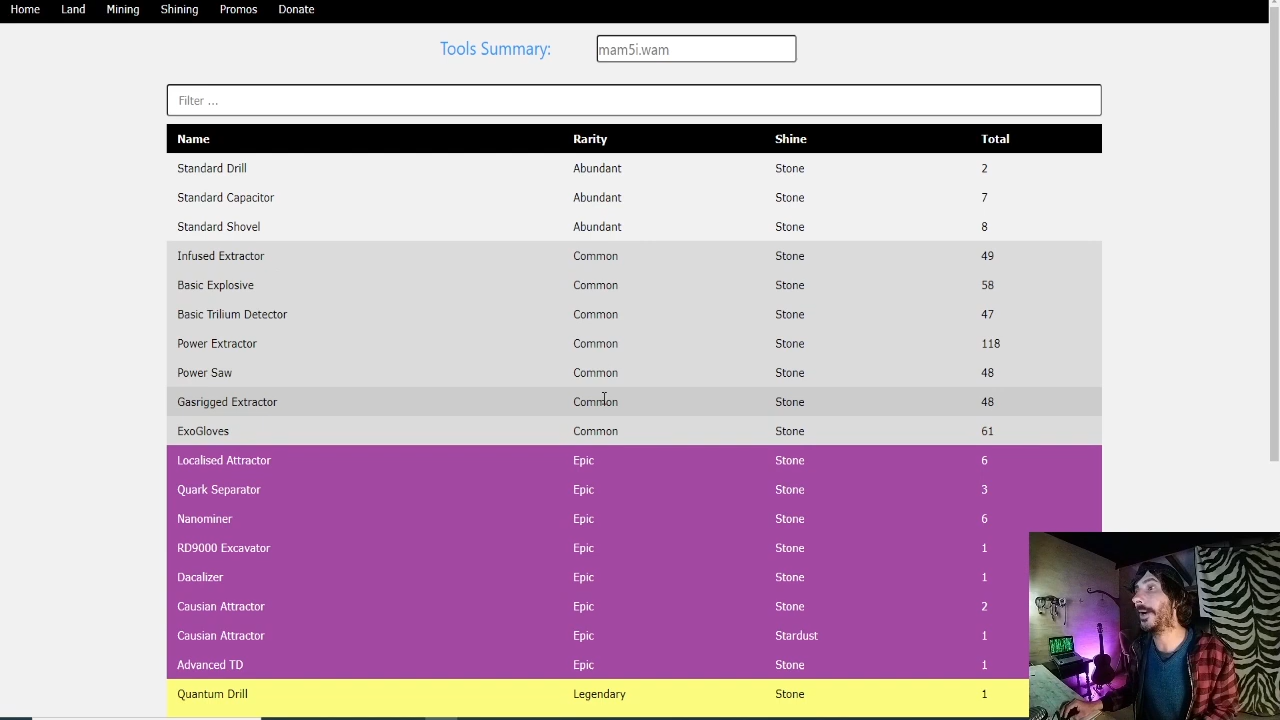 Home Land Mining Shining Promos Donate
Tools Summary: mam5i.wam
Filter ...
Name Rarity Shine Total
Standard Drill Abundant Stone 2
Standard Capacitor Abundant Stone 7
Standard Shovel Abundant Stone 8
Infused Extractor Common Stone 49
Basic Explosive Common Stone 58
Basic Trilium Detector Common Stone 47
Power Extractor Common Stone 118
Power Saw Common Stone 48
Gasrigged Extractor Common Stone 48
ExoGloves Common Stone 61
Localised Attractor Epic Stone 6
Quark Separator Epic Stone 3
Nanominer Epic Stone 6
RD9000 Excavator Epic Stone 1
Dacalizer Epic Stone 1
Causian Attractor Epic Stone 2
Causian Attractor Epic Stardust 1
Advanced TD Epic Stone 1
Quantum Drill Legendary Stone 1